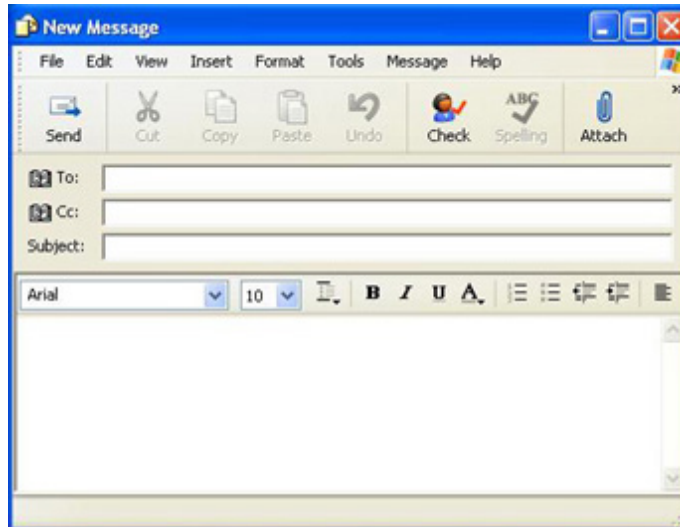 New Message
File Edit View Insert Format Tools Message Help
ABC
Send Cut Copy Paste Undo Check Spelling Attach
To:
Cc:
Subject:
Arial 10 B I U A